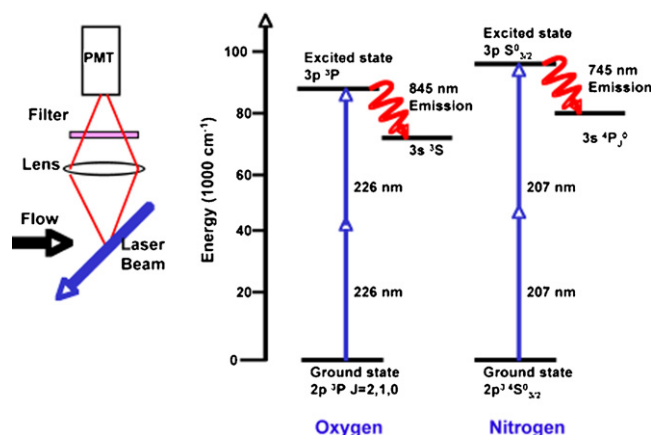 PMT
Filter
Lens
Flow
Laser
Beam
Energy (1000 cm⁻¹)
100
80
60
40
20
0
Excited state
3p ³P
845 nm
Emission
3s ³S
226 nm
226 nm
Ground state
2p ³P J=2,1,0
Oxygen
Excited state
3p S⁰3/2
745 nm
Emission
3s ⁴PJ⁰
207 nm
207 nm
Ground state
2p³ ⁴S⁰3/2
Nitrogen